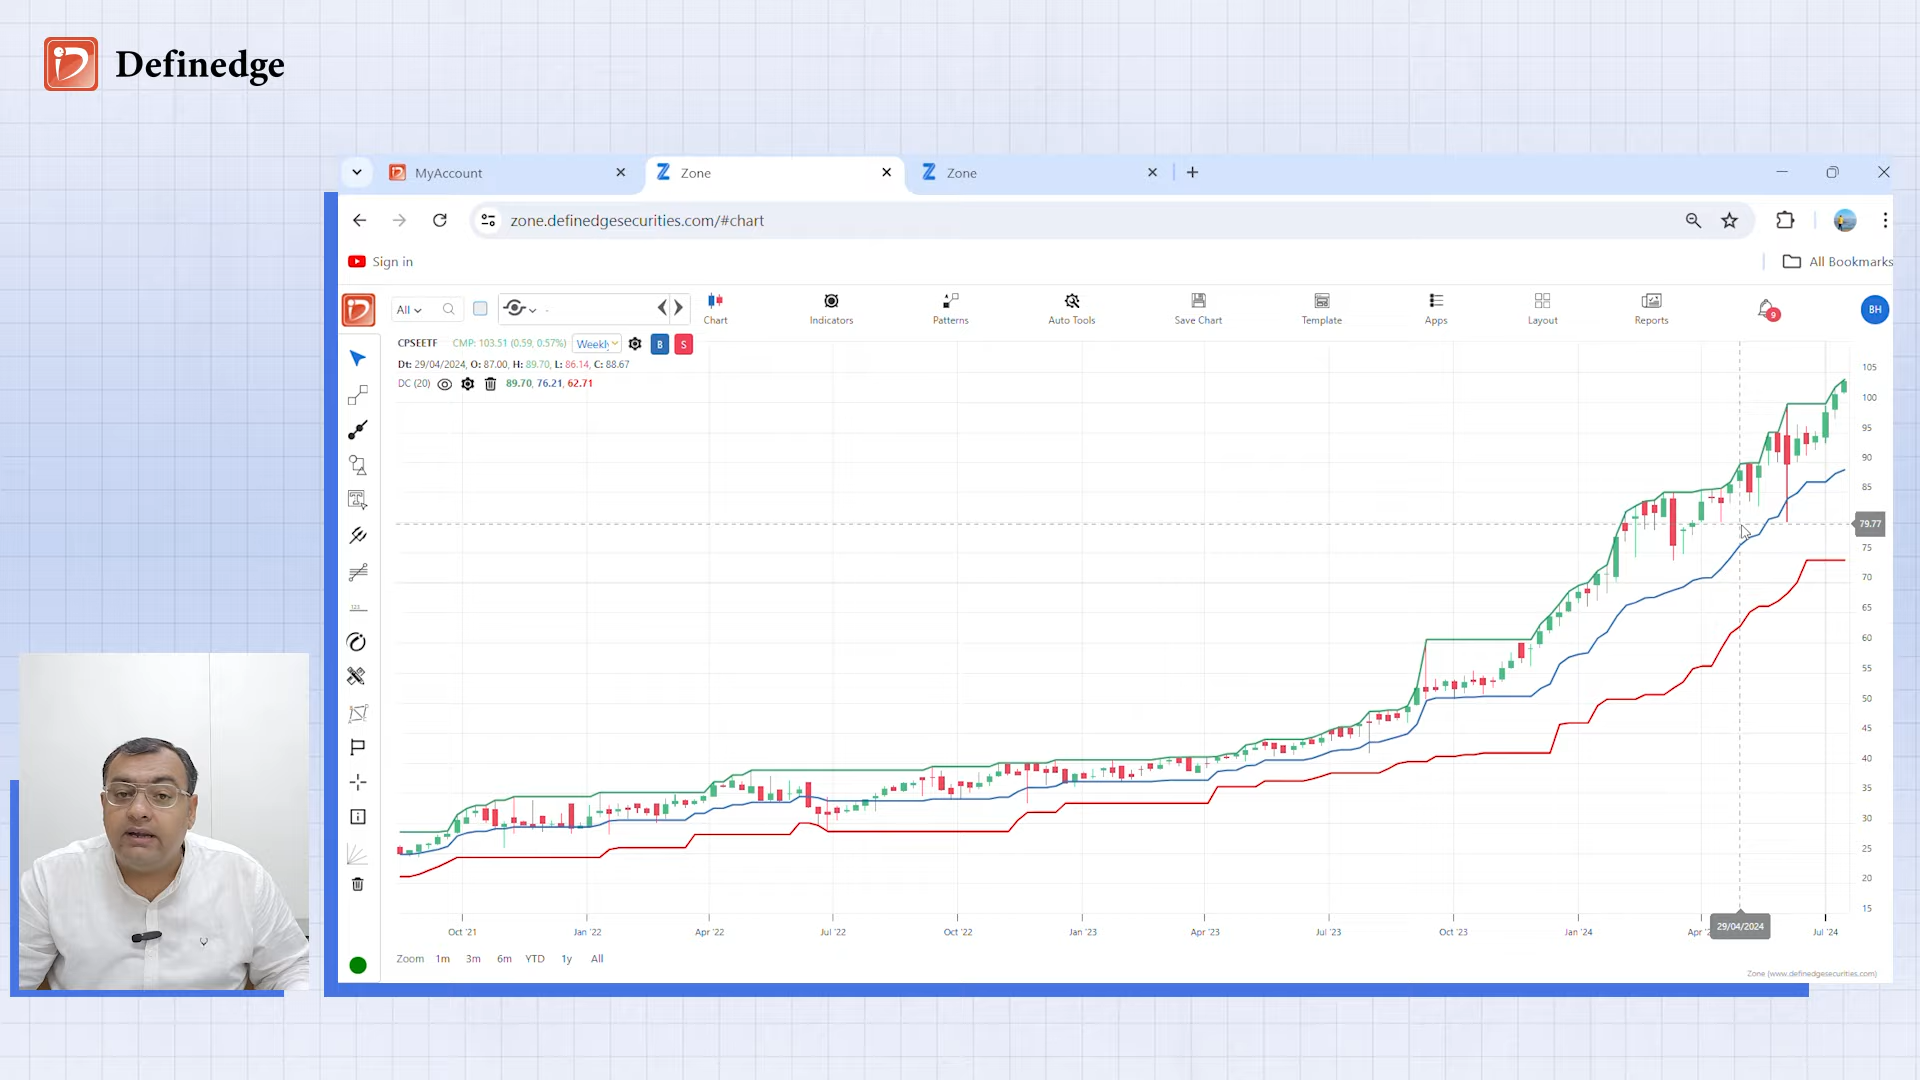 Definedge
MyAccount
Zone
Zone
zone.definedgesecurities.com/#chart
Sign in
All Bookmarks
All
Chart
Indicators
Patterns
Auto Tools
Save Chart
Template
Apps
Layout
Reports
9
BH
CPSEETF CMP: 103.51 (0.59, 0.57%) Weekly B S
Dt: 29/04/2024, O: 87.00, H: 89.70, L: 86.14, C: 88.67
DC (20) 89.70, 76.21, 62.71
105
100
95
90
85
79.77
75
70
65
60
55
50
45
40
35
30
25
20
15
123
Oct '21 Jan '22 Apr '22 Jul '22 Oct '22 Jan '23 Apr '23 Jul '23 Oct '23 Jan '24 Apr '2 29/04/2024 Jul '24
Zoom 1m 3m 6m YTD 1y All
Zone (www.definedgesecurities.com)